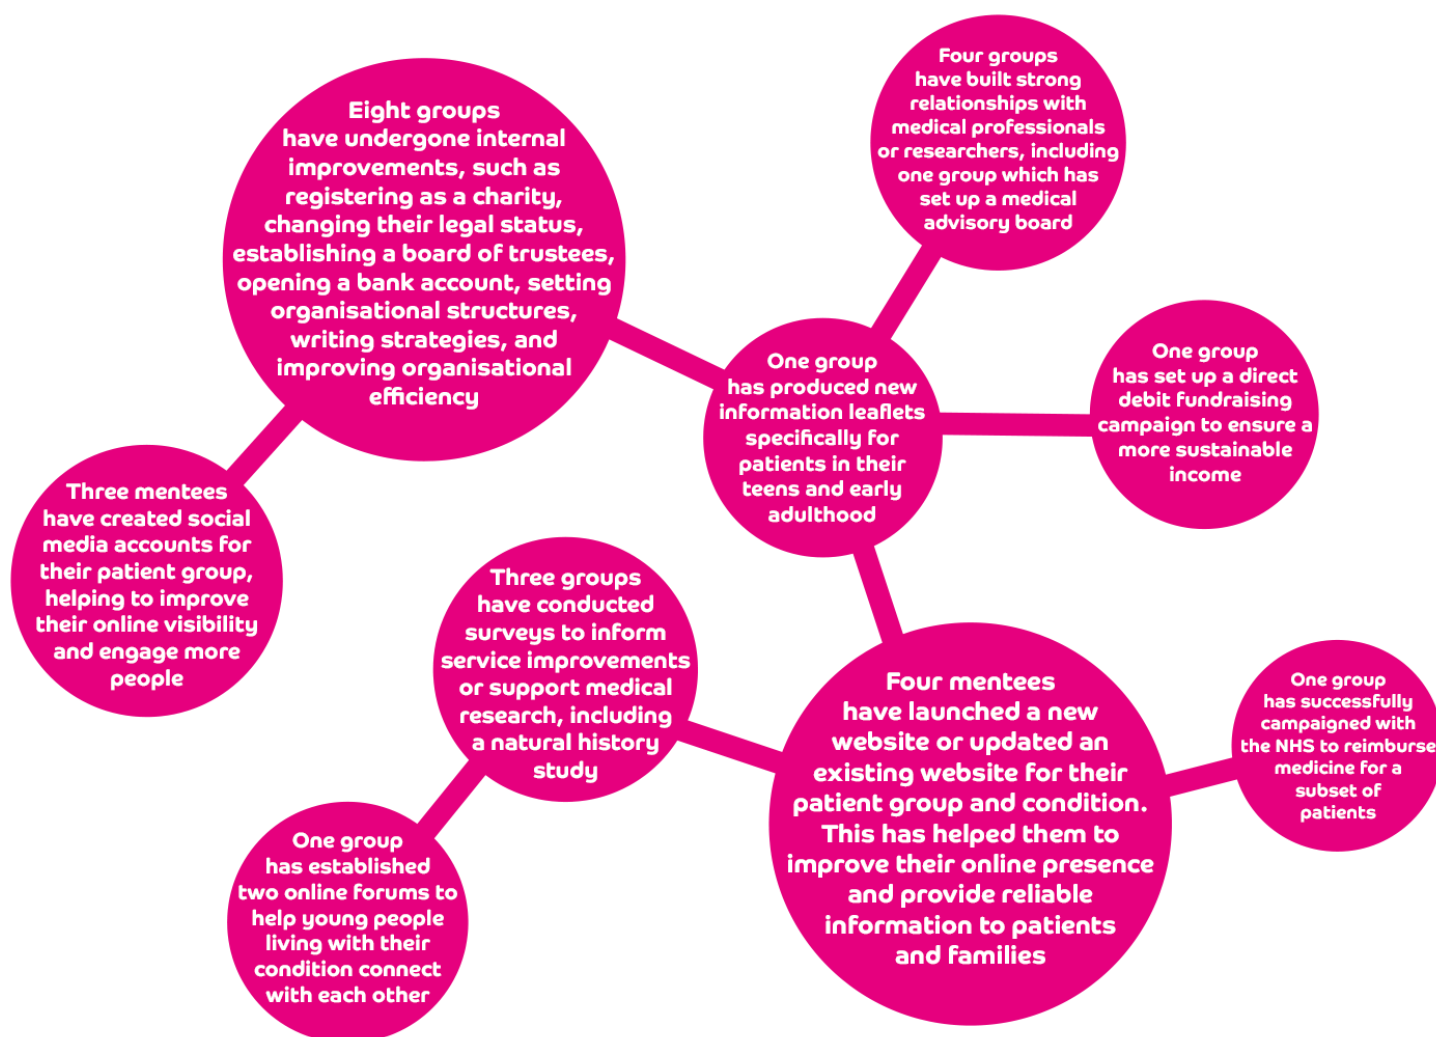 Eight groups
have undergone internal
improvements, such as
registering as a charity,
changing their legal status,
establishing a board of trustees,
opening a bank account, setting
organisational structures,
writing strategies, and
improving organisational
efficiency
Four groups
have built strong
relationships with
medical professionals
or researchers, including
one group which has
set up a medical
advisory board
One group
has produced new
information leaflets
specifically for
patients in their
teens and early
adulthood
One group
has set up a direct
debit fundraising
campaign to ensure a
more sustainable
income
Three mentees
have created social
media accounts for
their patient group,
helping to improve
their online visibility
and engage more
people
Three groups
have conducted
surveys to inform
service improvements
or support medical
research, including
a natural history
study
Four mentees
have launched a new
website or updated an
existing website for their
patient group and condition.
This has helped them to
improve their online presence
and provide reliable
information to patients
and families
One group
has successfully
campaigned with
the NHS to reimburse
medicine for a
subset of
patients
One group
has established
two online forums to
help young people
living with their
condition connect
with each other